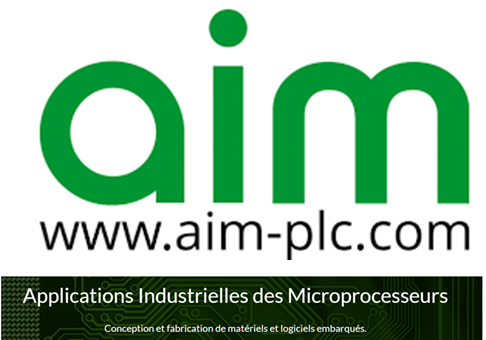 aim
www.aim-plc.com
Applications Industrielles des Microprocesseurs
Conception et fabrication de matériels et logiciels embarqués.